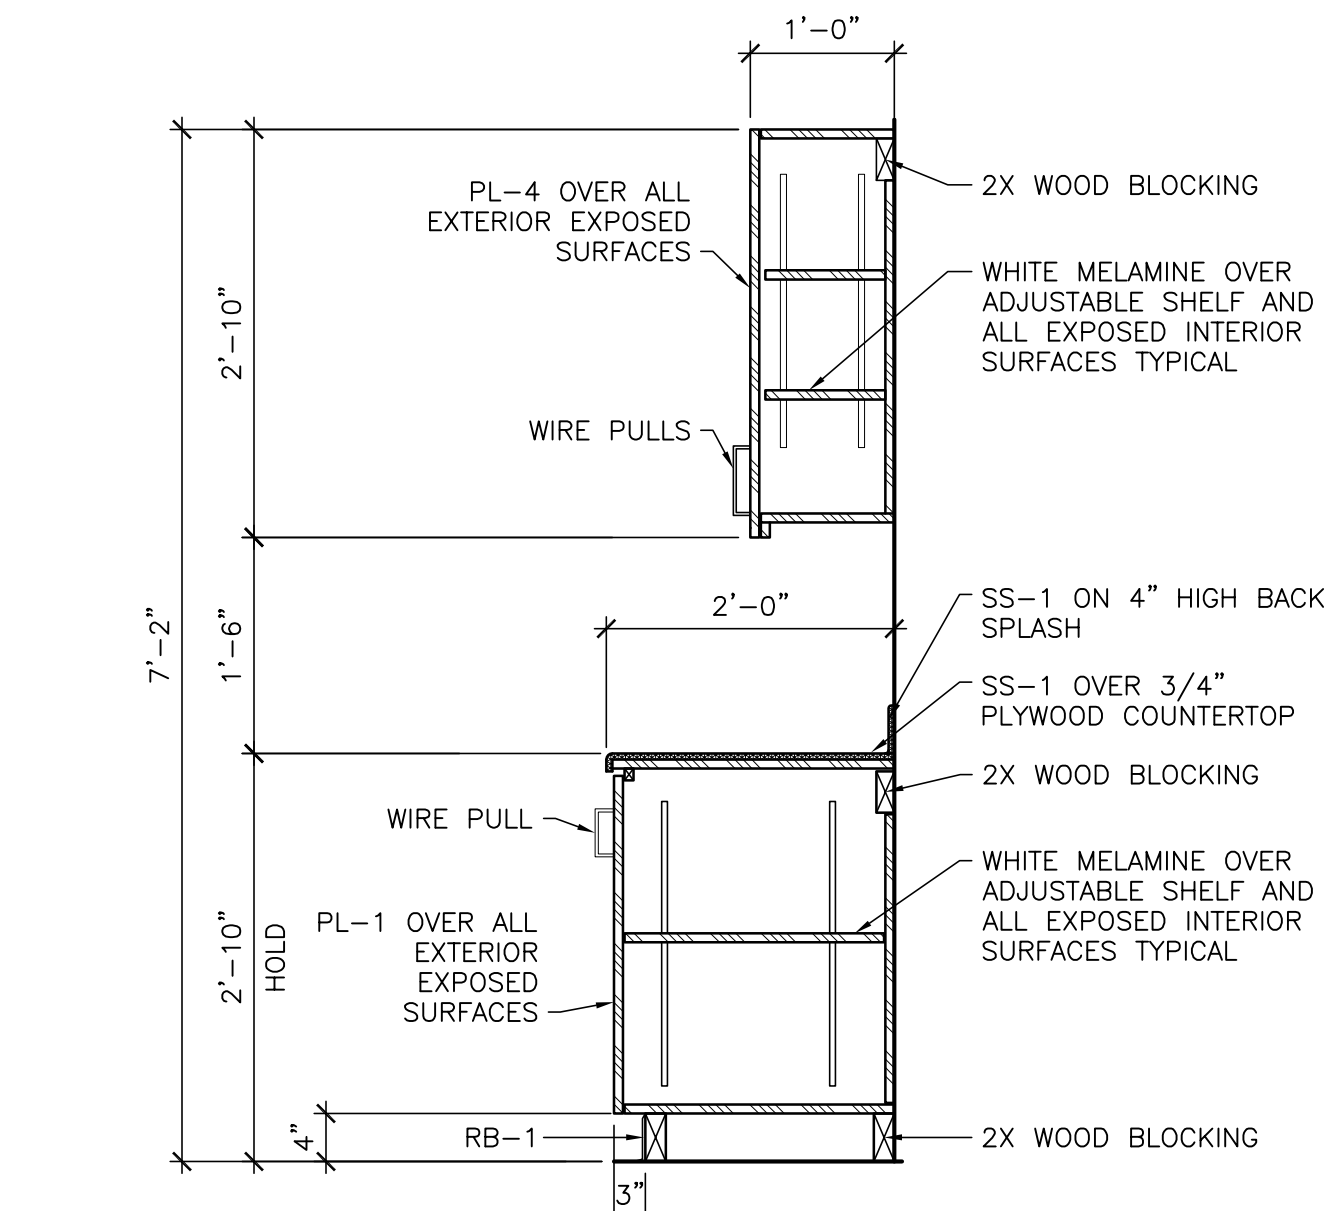 1'-0"
2X WOOD BLOCKING
PL-4 OVER ALL
EXTERIOR EXPOSED
SURFACES
WHITE MELAMINE OVER
ADJUSTABLE SHELF AND
ALL EXPOSED INTERIOR
SURFACES TYPICAL
2'-10"
WIRE PULLS
7'-2"
1'-6"
2'-0"
SS-1 ON 4" HIGH BACK
SPLASH
SS-1 OVER 3/4"
PLYWOOD COUNTERTOP
2X WOOD BLOCKING
WIRE PULL
WHITE MELAMINE OVER
ADJUSTABLE SHELF AND
ALL EXPOSED INTERIOR
SURFACES TYPICAL
2'-10"
HOLD
PL-1 OVER ALL
EXTERIOR
EXPOSED
SURFACES
4"
RB-1
2X WOOD BLOCKING
3"